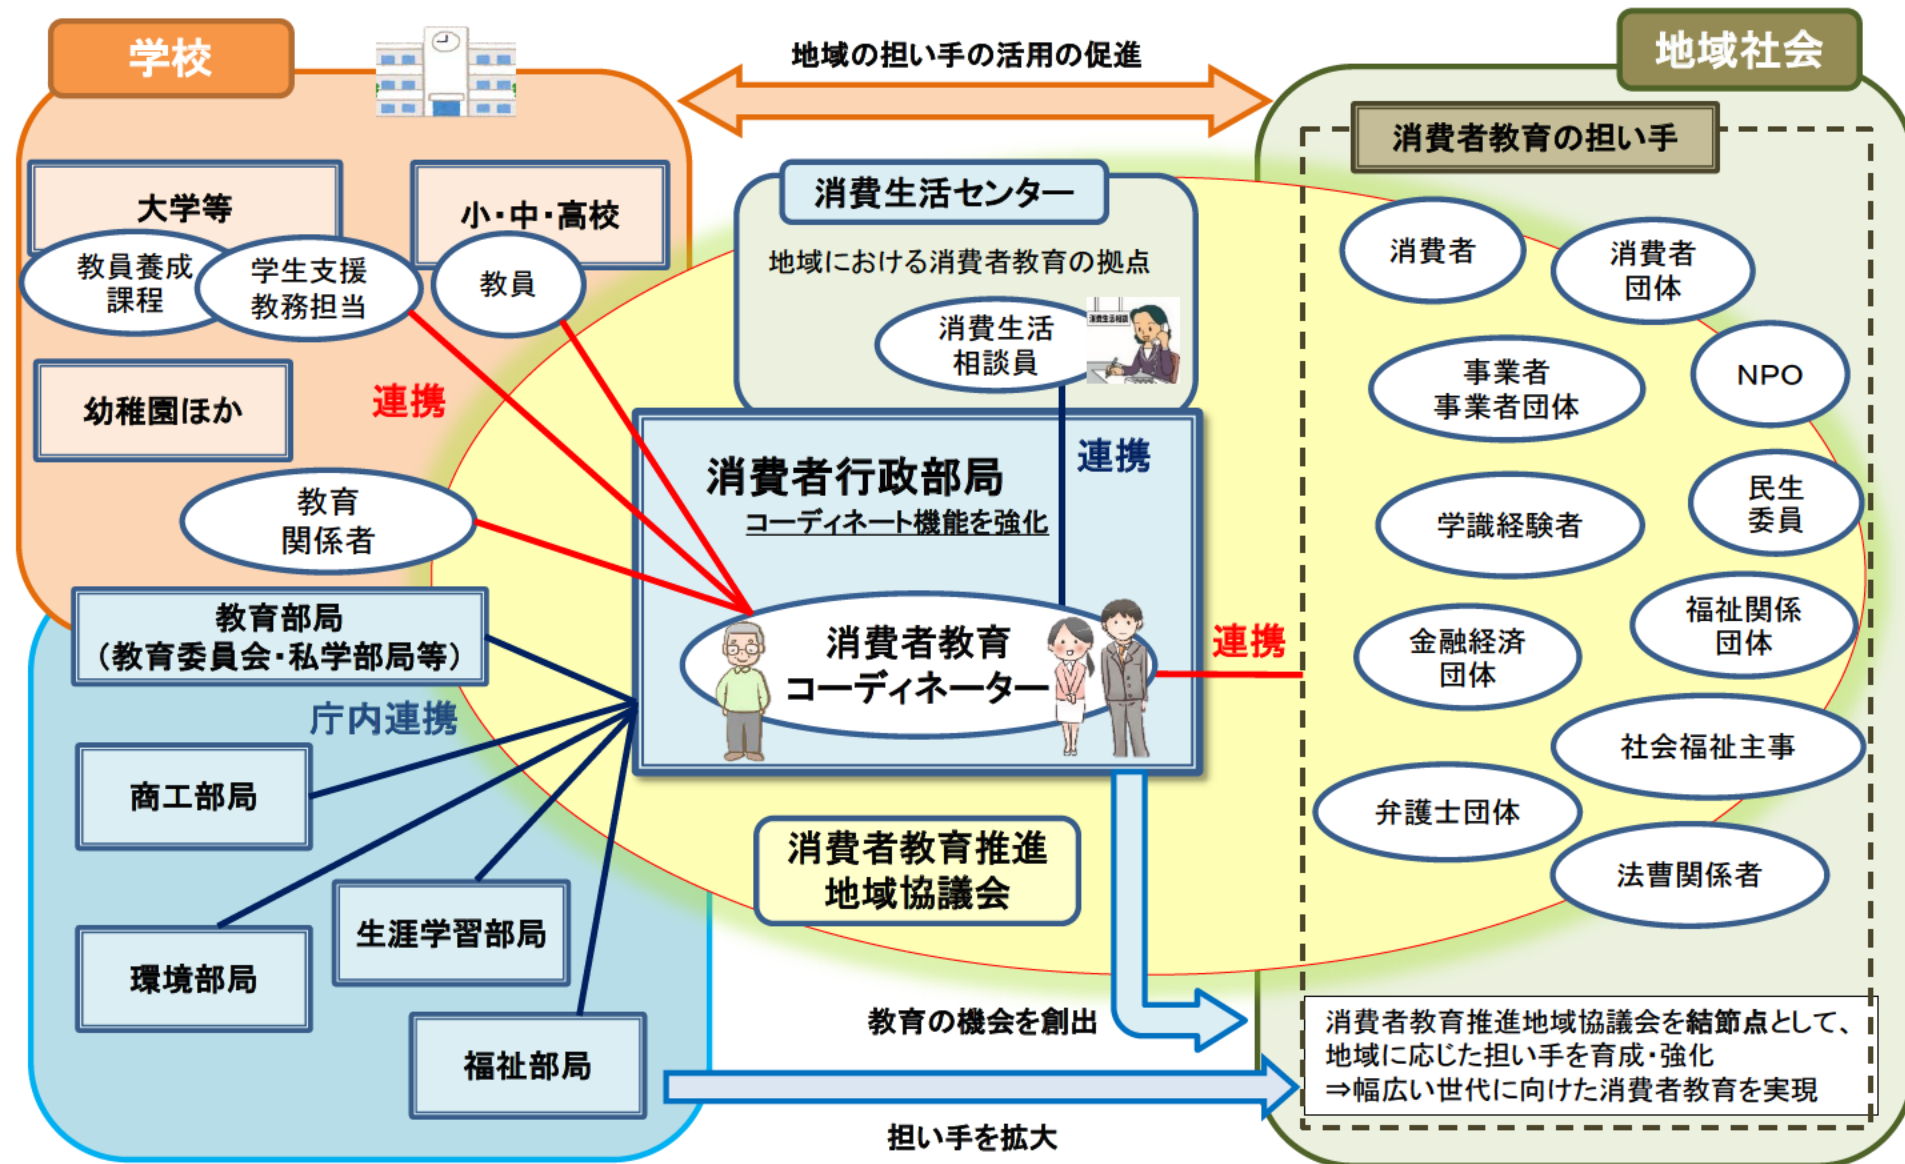 学校
地域の担い手の活用の促進
地域社会
消費者教育の担い手
大学等
小・中・高校
教員養成
課程
学生支援
教務担当
教員
幼稚園ほか
連携
教育
関係者
消費生活センター
地域における消費者教育の拠点
消費生活
相談員
消費生活相談
連携
消費者行政部局
コーディネート機能を強化
消費者教育
コーディネーター
連携
消費者
消費者
団体
事業者
事業者団体
NPO
学識経験者
民生
委員
金融経済
団体
福祉関係
団体
社会福祉主事
弁護士団体
法曹関係者
教育部局
（教育委員会・私学部局等）
庁内連携
商工部局
環境部局
生涯学習部局
福祉部局
消費者教育推進
地域協議会
教育の機会を創出
担い手を拡大
消費者教育推進地域協議会を結節点として、
地域に応じた担い手を育成・強化
⇒幅広い世代に向けた消費者教育を実現